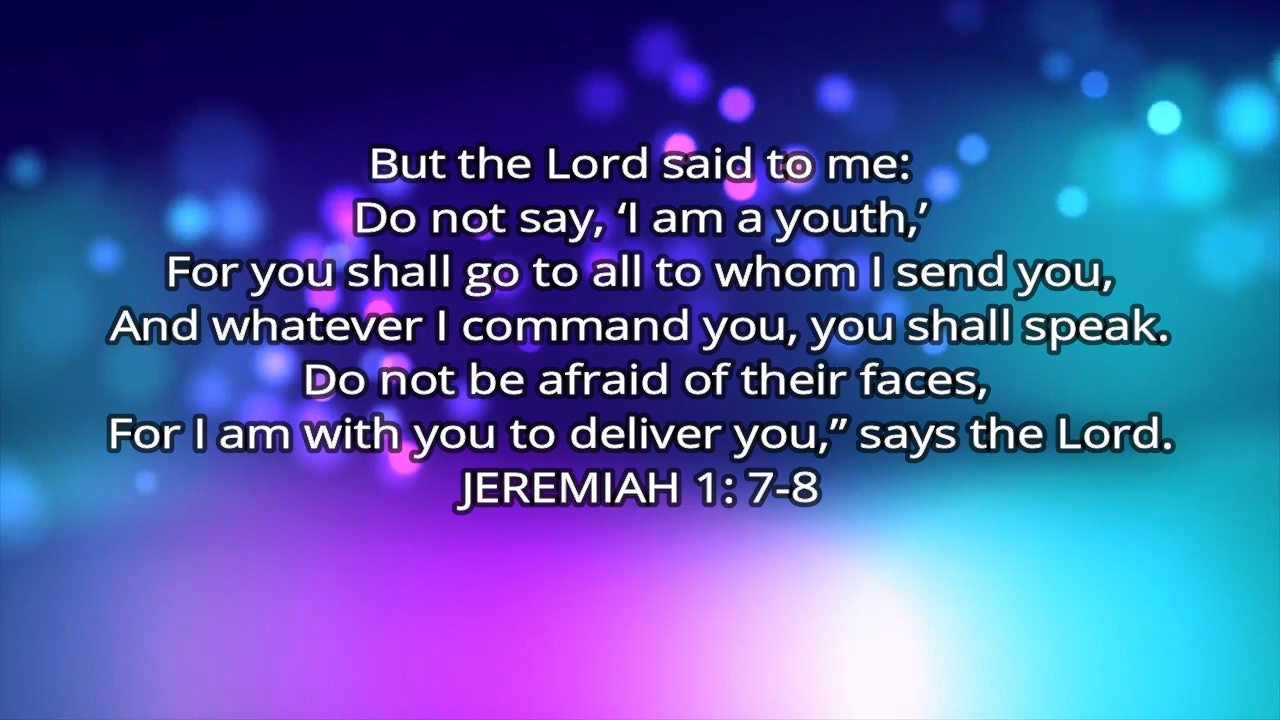 But the Lord said to me:
Do not say, ‘I am a youth,’
For you shall go to all to whom I send you,
And whatever I command you, you shall speak.
Do not be afraid of their faces,
For I am with you to deliver you,” says the Lord.
JEREMIAH 1: 7-8